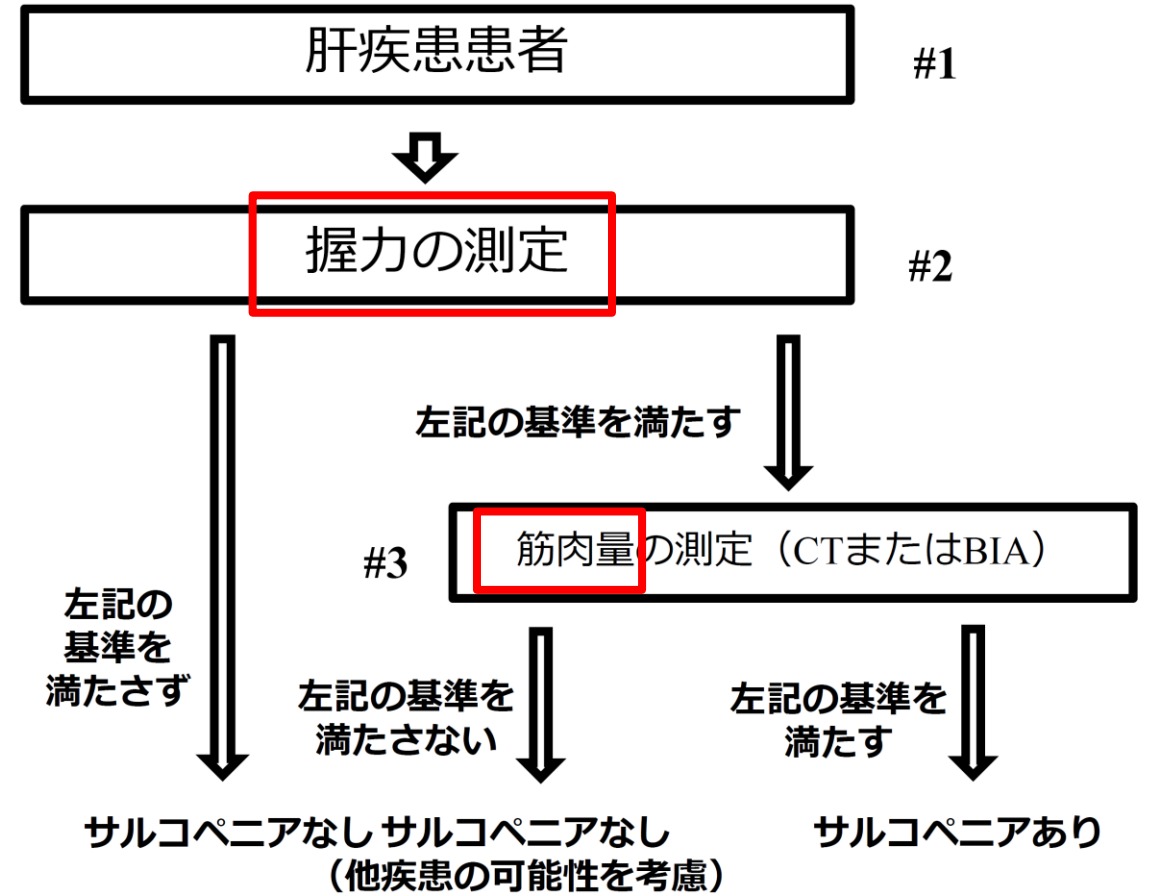 肝疾患患者
#1
握力の測定
#2
左記の基準を満たす
#3
筋肉量の測定（CTまたはBIA）
左記の
基準を
満たさず
左記の基準を
満たさない
左記の基準を
満たす
サルコペニアなし
サルコペニアなし
（他疾患の可能性を考慮）
サルコペニアあり